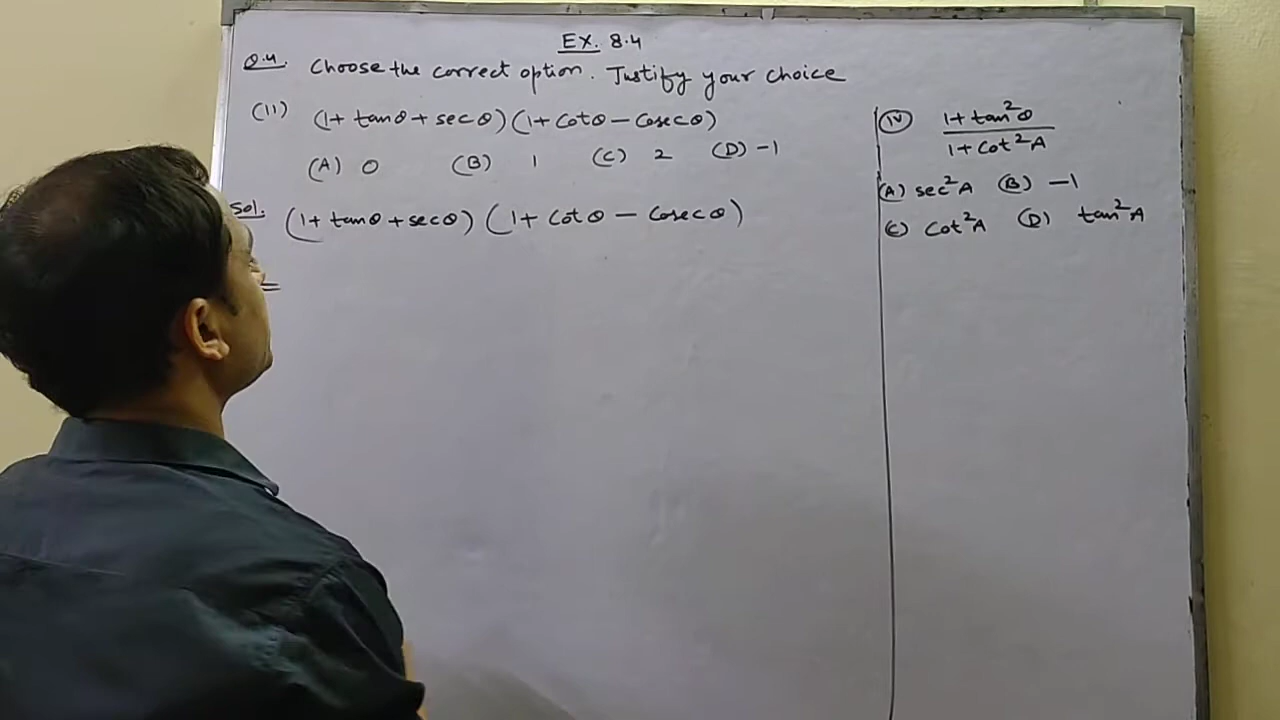 EX. 8.4
Q.4. Choose the correct option. Justify your choice
(11) (1+ tanθ + secθ)(1+ Cotθ - Cosecθ)
(A) 0 (B) 1 (C) 2 (D) -1
Sol. (1+ tanθ + secθ) (1+ Cotθ - Cosecθ)
=
(iv) 1+ tan²θ
1+ Cot²A
(A) sec²A (B) -1
(C) Cot²A (D) tan²A